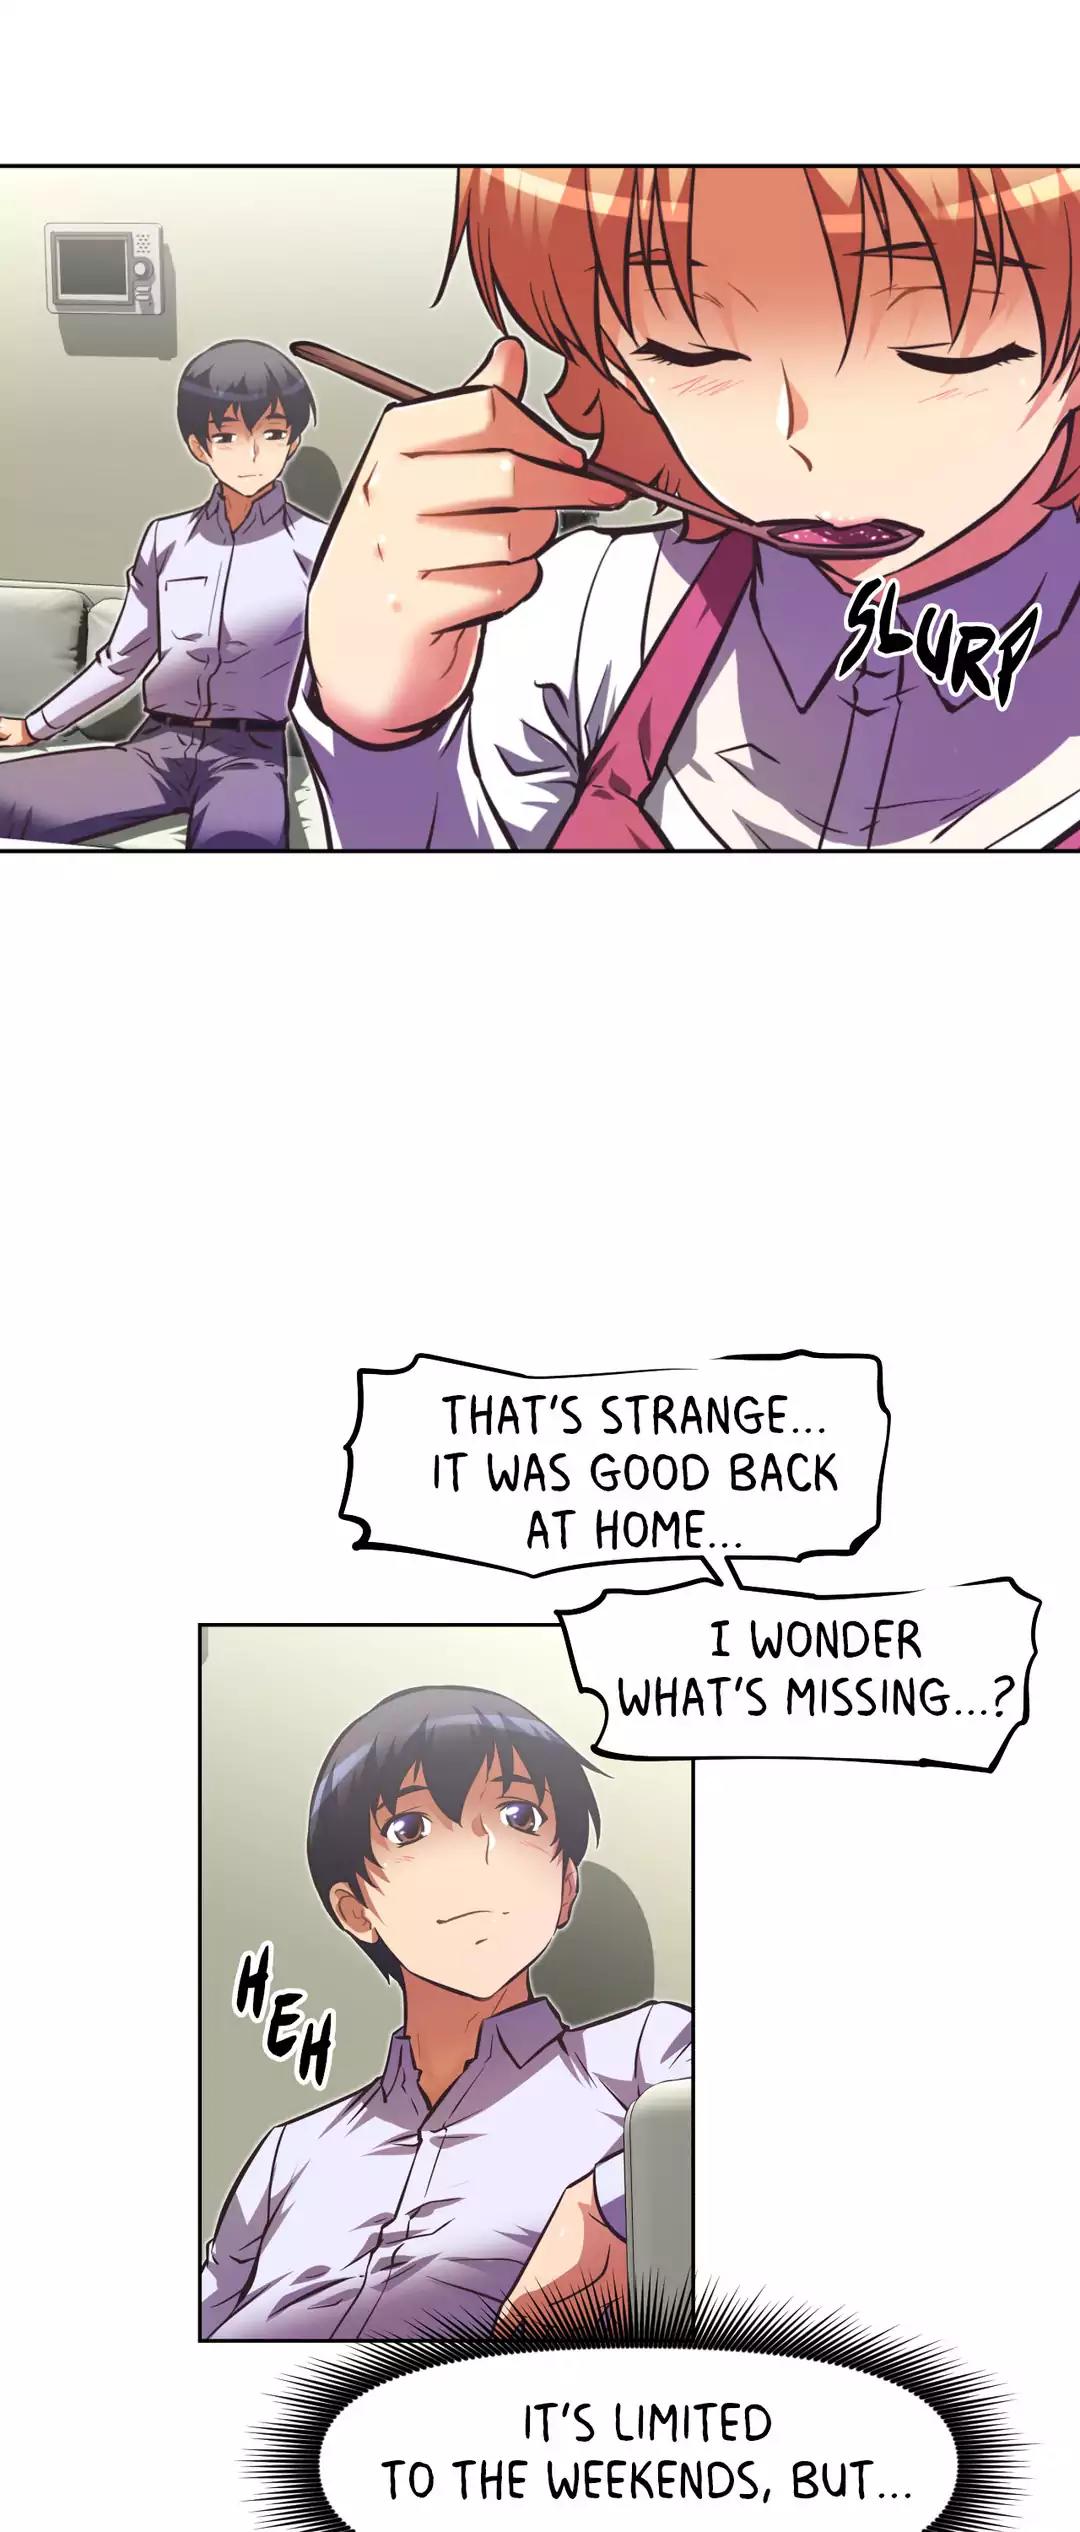 SLURP
THAT'S STRANGE...
IT WAS GOOD BACK
AT HOME...
I WONDER
WHAT'S MISSING...?
HEH
IT'S LIMITED
TO THE WEEKENDS, BUT...